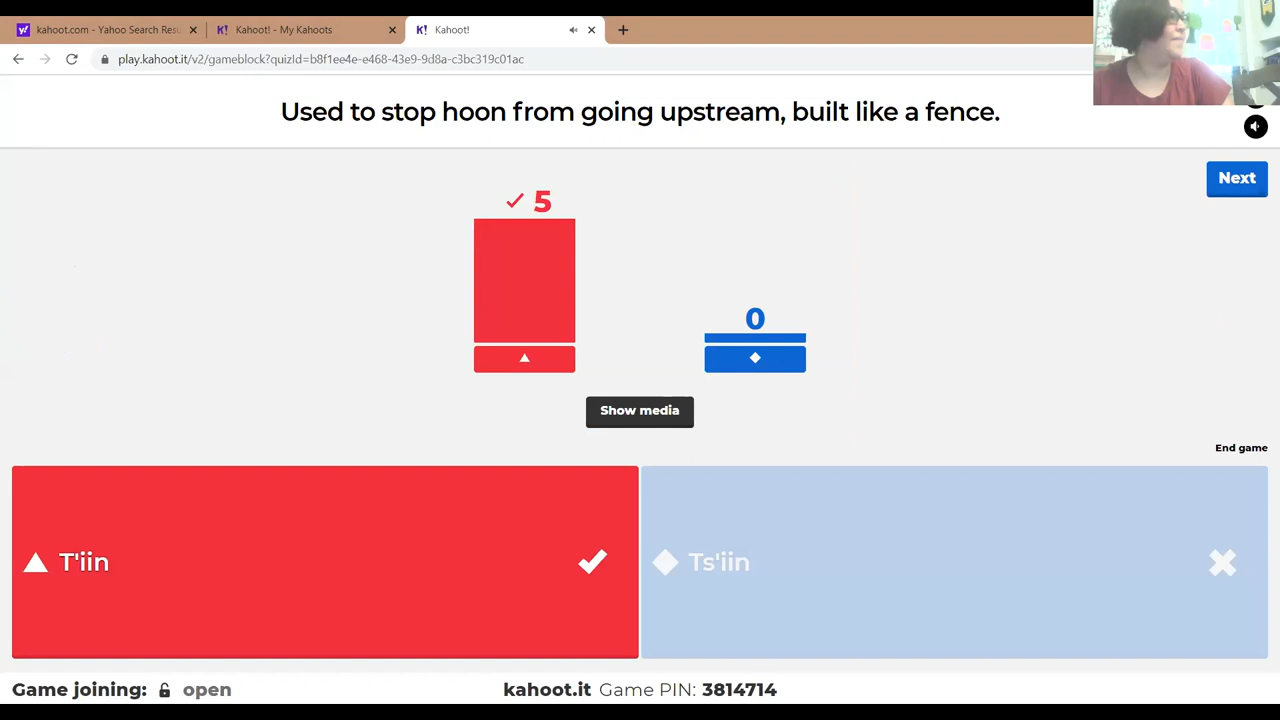 kahoot.com - Yahoo Search Resu
K! Kahoot! - My Kahoots
K! Kahoot!
play.kahoot.it/v2/gameblock?quizId=b8f1ee4e-e468-43e9-9d8a-c3bc319c01ac
Used to stop hoon from going upstream, built like a fence.
Next
5
0
Show media
End game
T'iin
Ts'iin
Game joining: open
kahoot.it Game PIN: 3814714